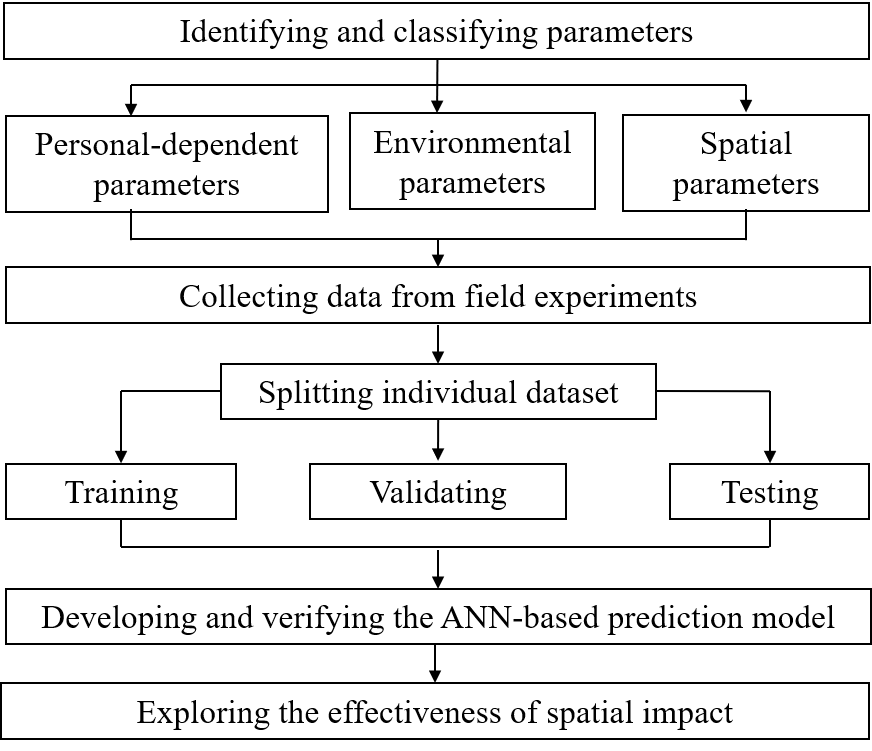 Identifying and classifying parameters
Personal-dependent
parameters
Environmental
parameters
Spatial
parameters
Collecting data from field experiments
Splitting individual dataset
Training
Validating
Testing
Developing and verifying the ANN-based prediction model
Exploring the effectiveness of spatial impact